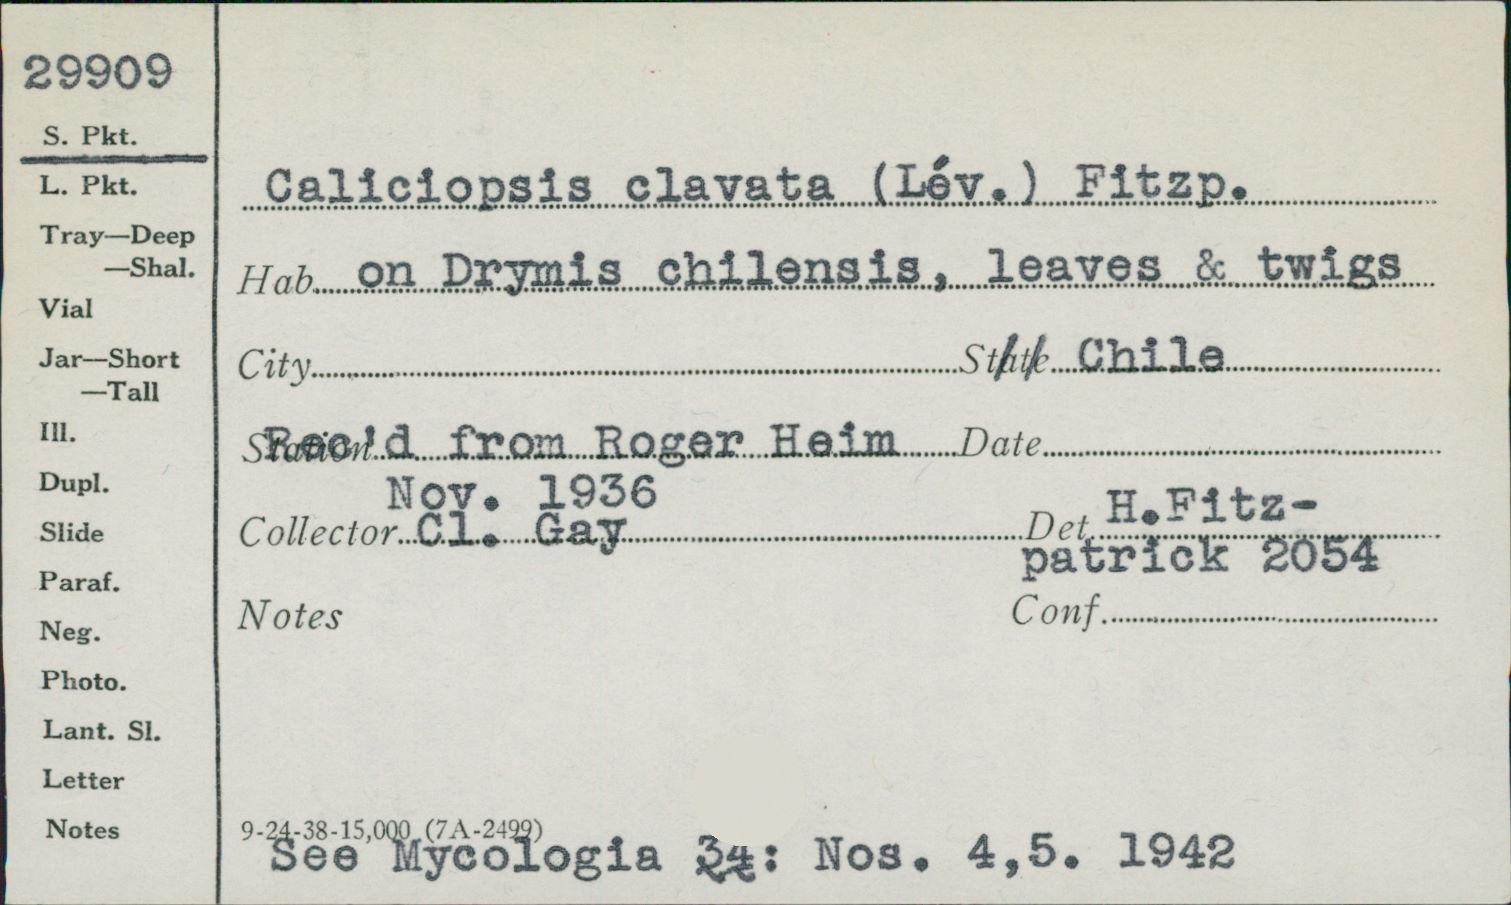 29909
S. Pkt.
L. Pkt.
Tray—Deep
—Shal.
Vial
Jar—Short
—Tall
Ill.
Dupl.
Slide
Paraf.
Neg.
Photo.
Lant. Sl.
Letter
Notes
Caliciopsis clavata (Lév.) Fitzp.
Hab. on Drymis chilensis, leaves & twigs
City State Chile
Station Rec'd from Roger Heim Date
Nov. 1936
Collector Cl. Gay Det. H.Fitz-
patrick 2054
Notes Conf.
9-24-38-15,000 (7A-2499)
See Mycologia 34: Nos. 4,5. 1942